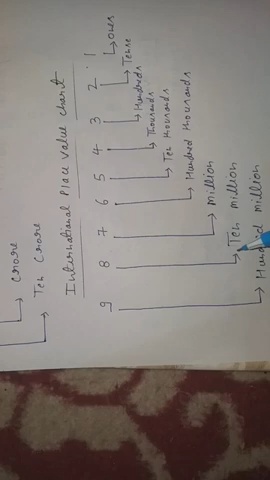 Crore
Ten Crore
International Place value chart
9 8 7 6 5 4 3 2 1
ones
Tens
Hundreds
Thousands
Ten thousands
Hundred thousands
million
Ten million
Hundred million